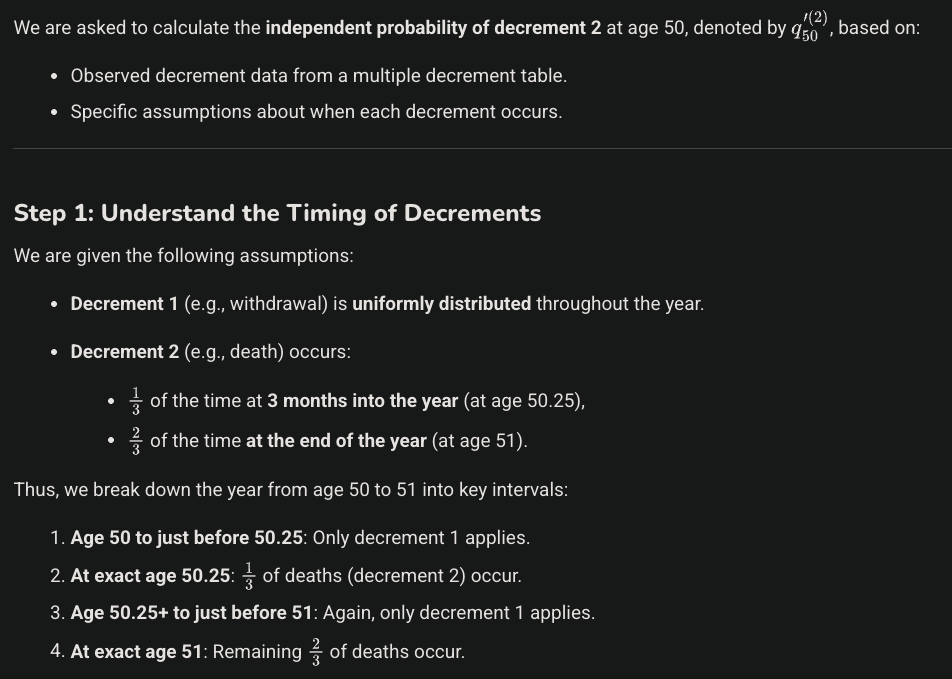 We are asked to calculate the independent probability of decrement 2 at age 50, denoted by $q_{50}^{\prime(2)}$, based on:
• Observed decrement data from a multiple decrement table.
• Specific assumptions about when each decrement occurs.
Step 1: Understand the Timing of Decrements
We are given the following assumptions:
• Decrement 1 (e.g., withdrawal) is uniformly distributed throughout the year.
• Decrement 2 (e.g., death) occurs:
• $\frac{1}{3}$ of the time at 3 months into the year (at age 50.25),
• $\frac{2}{3}$ of the time at the end of the year (at age 51).
Thus, we break down the year from age 50 to 51 into key intervals:
1. Age 50 to just before 50.25: Only decrement 1 applies.
2. At exact age 50.25: $\frac{1}{3}$ of deaths (decrement 2) occur.
3. Age 50.25+ to just before 51: Again, only decrement 1 applies.
4. At exact age 51: Remaining $\frac{2}{3}$ of deaths occur.